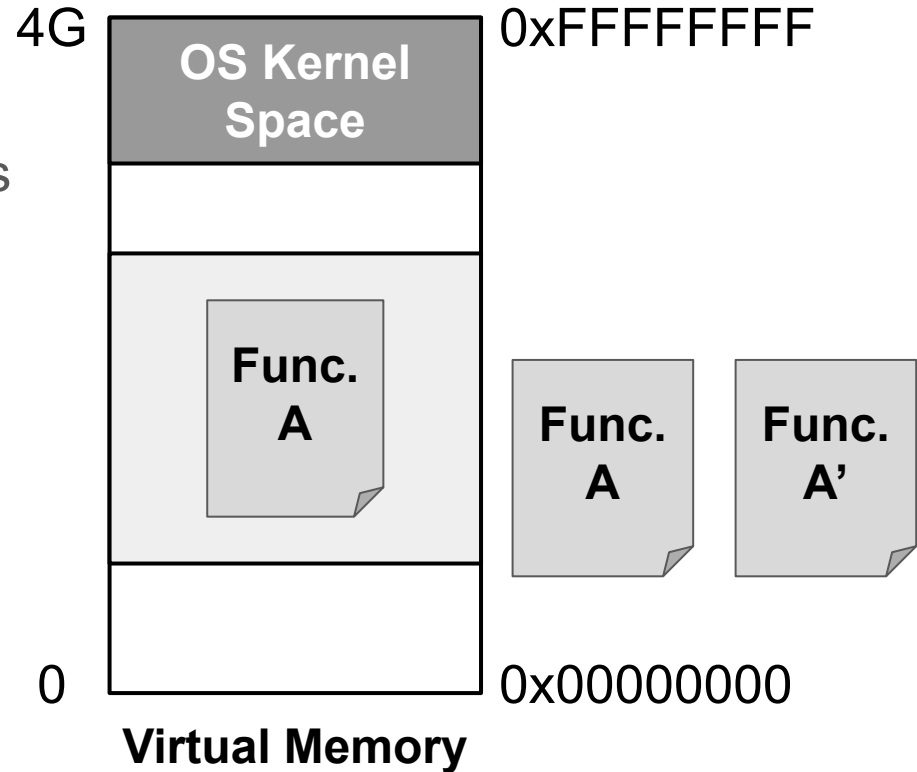 4G
0xFFFFFFFF
OS Kernel
Space
s
Func.
A
Func.
A
Func.
A’
0
0x00000000
Virtual Memory